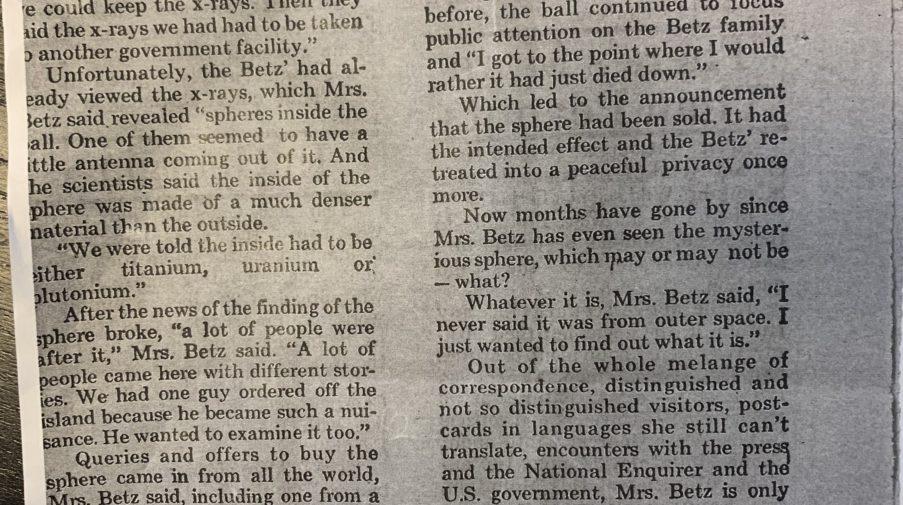 e could keep the x-rays. Then they
aid the x-rays we had had to be taken
o another government facility.”
Unfortunately, the Betz’ had al-
eady viewed the x-rays, which Mrs.
Betz said revealed “spheres inside the
all. One of them seemed to have a
ittle antenna coming out of it. And
he scientists said the inside of the
phere was made of a much denser
material than the outside.
“We were told the inside had to be
either titanium, uranium or
plutonium.”
After the news of the finding of the
sphere broke, “a lot of people were
after it,” Mrs. Betz said. “A lot of
people came here with different stor-
ies. We had one guy ordered off the
island because he became such a nui-
sance. He wanted to examine it too.”
Queries and offers to buy the
sphere came in from all the world,
Mrs. Betz said, including one from a
before, the ball continued to focus
public attention on the Betz family
and “I got to the point where I would
rather it had just died down.”
Which led to the announcement
that the sphere had been sold. It had
the intended effect and the Betz’ re-
treated into a peaceful privacy once
more.
Now months have gone by since
Mrs. Betz has even seen the myster-
ious sphere, which may or may not be
— what?
Whatever it is, Mrs. Betz said, “I
never said it was from outer space. I
just wanted to find out what it is.”
Out of the whole melange of
correspondence, distinguished and
not so distinguished visitors, post-
cards in languages she still can’t
translate, encounters with the press
and the National Enquirer and the
U.S. government, Mrs. Betz is only